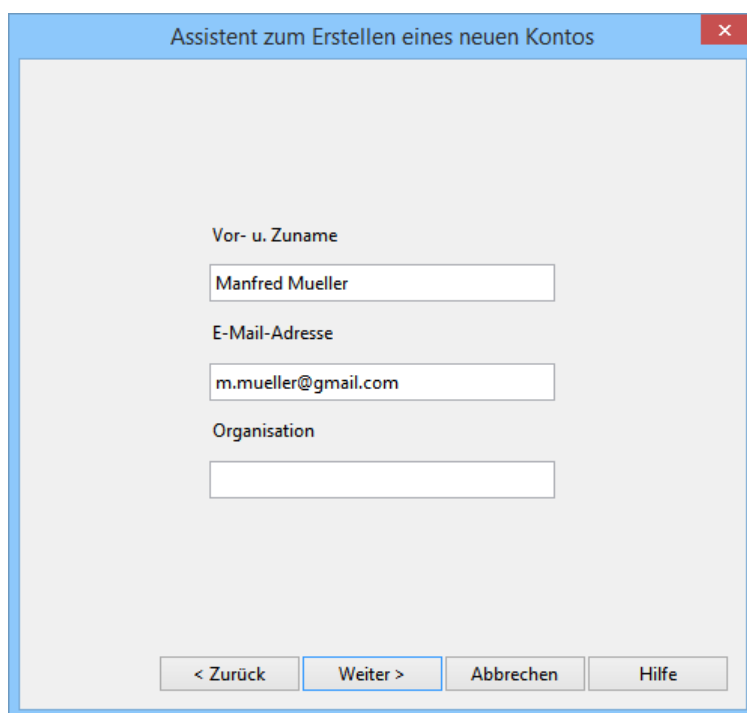 Assistent zum Erstellen eines neuen Kontos
Vor- u. Zuname
Manfred Mueller
E-Mail-Adresse
m.mueller@gmail.com
Organisation
< Zurück Weiter > Abbrechen Hilfe